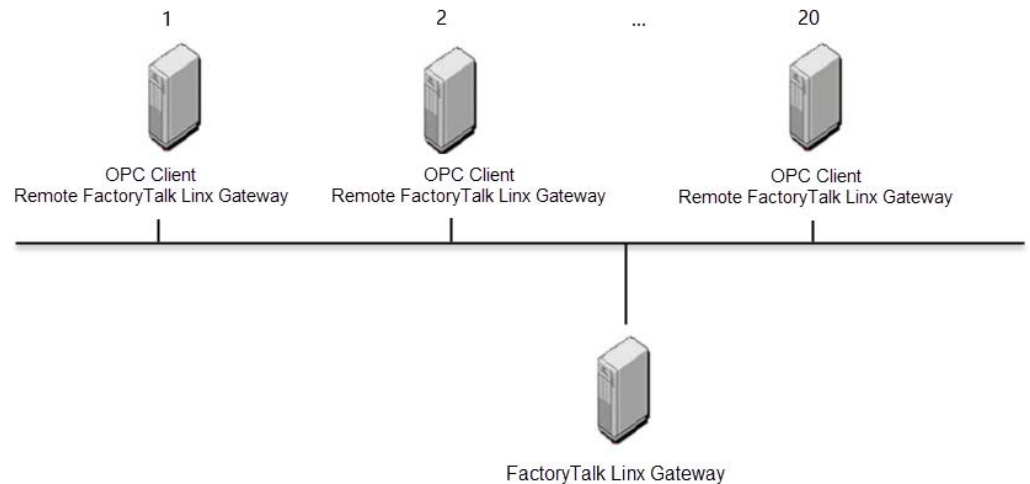 1 2 ... 20
OPC Client OPC Client OPC Client
Remote FactoryTalk Linx Gateway Remote FactoryTalk Linx Gateway Remote FactoryTalk Linx Gateway
FactoryTalk Linx Gateway